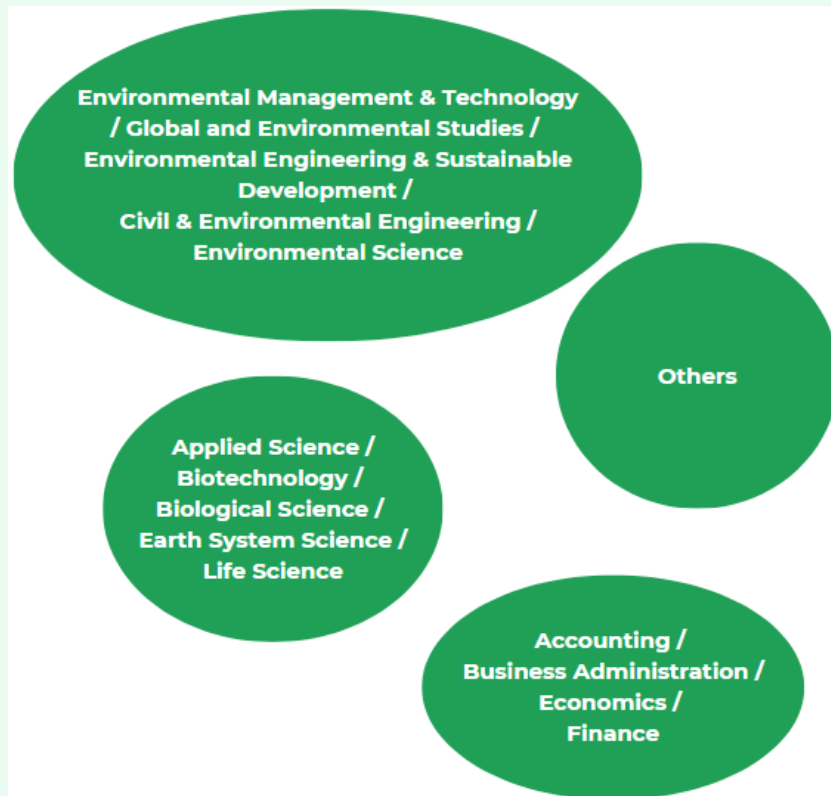 Environmental Management & Technology
/ Global and Environmental Studies /
Environmental Engineering & Sustainable
Development /
Civil & Environmental Engineering /
Environmental Science
Others
Applied Science /
Biotechnology /
Biological Science /
Earth System Science /
Life Science
Accounting /
Business Administration /
Economics /
Finance